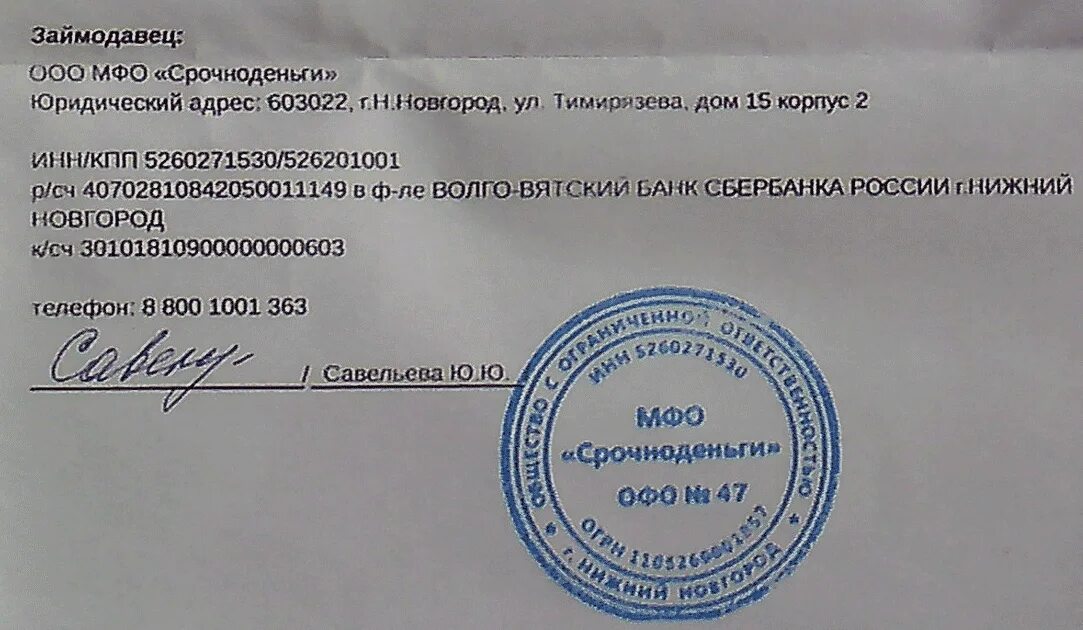 Займодавец:
ООО МФО «Срочноденьги»
Юридический адрес: 603022, г.Н.Новгород, ул. Тимирязева, дом 15 корпус 2
ИНН/КПП 5260271530/526201001
р/сч 40702810842050011149 в ф-ле ВОЛГО-ВЯТСКИЙ БАНК СБЕРБАНКА РОССИИ г.НИЖНИЙ
НОВГОРОД
к/сч 30101810900000000603
телефон: 8 800 1001 363
/ Савельева Ю.Ю.
ОБЩЕСТВО С ОГРАНИЧЕННОЙ ОТВЕТСТВЕННОСТЬЮ
ИНН 5260271530
МФО
«Срочноденьги»
ОФО № 47
ОГРН
г. НИЖНИЙ НОВГОРОД